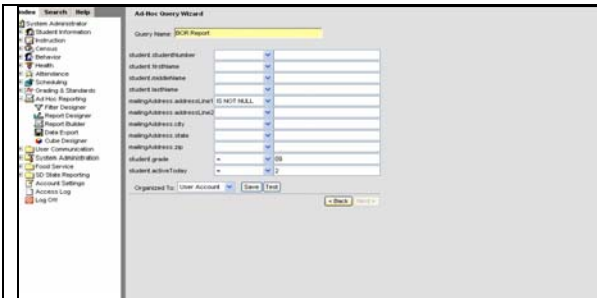 Index Search Help
System Administrator
Student Information
Instruction
Census
Behavior
Health
Attendance
Scheduling
Grading & Standards
Ad Hoc Reporting
Filter Designer
Report Designer
Report Builder
Data Export
Cube Designer
User Communication
System Administration
Food Service
SD State Reporting
Account Settings
Access Log
Log Off
Ad-Hoc Query Wizard
Query Name: BOR Report
student.studentNumber
student.firstName
student.middleName
student.lastName
mailingAddress.addressLine1 IS NOT NULL
mailingAddress.addressLine2
mailingAddress.city
mailingAddress.state
mailingAddress.zip
student.grade =
student.activeToday =
Organized To: User Account Save Test
< Back Next >